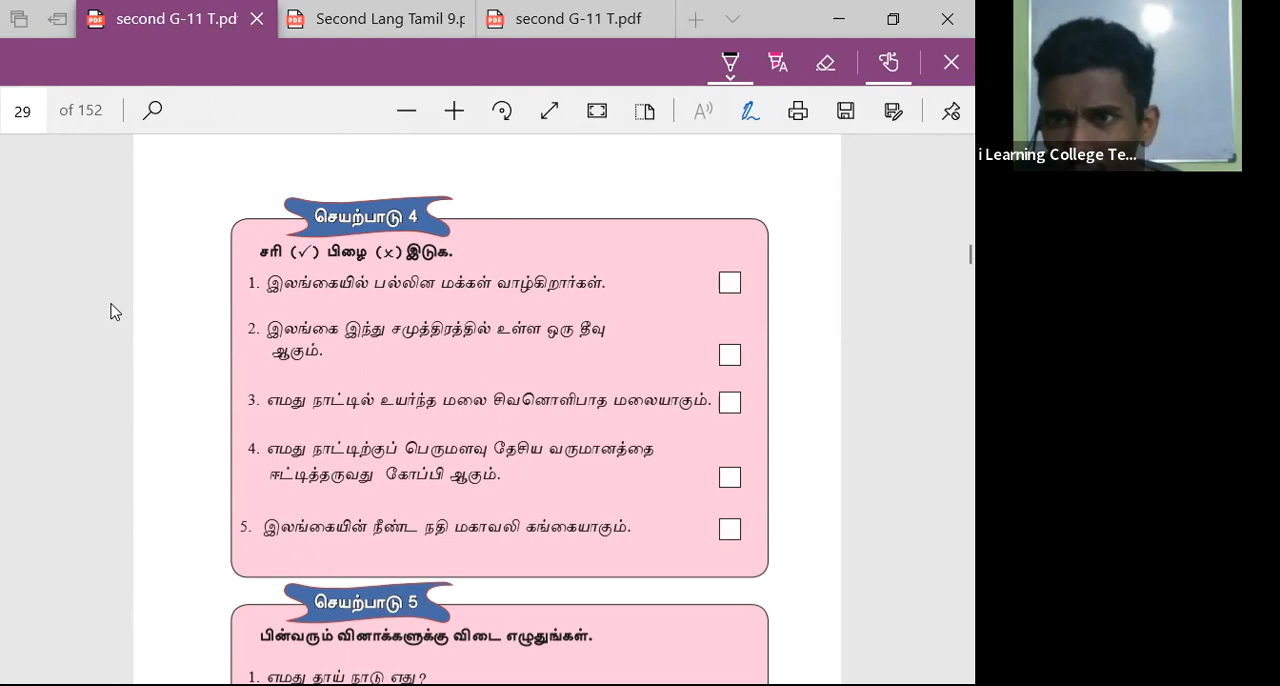 second G-11 T.pd
Second Lang Tamil 9.p
second G-11 T.pdf
29 of 152
i Learning College Te...
செயற்பாடு 4
சரி (✓) பிழை (x) இடுக.
1. இலங்கையில் பல்லின மக்கள் வாழ்கிறார்கள்.
2. இலங்கை இந்து சமுத்திரத்தில் உள்ள ஒரு தீவு
ஆகும்.
3. எமது நாட்டில் உயர்ந்த மலை சிவனொளிபாத மலையாகும்.
4. எமது நாட்டிற்குப் பெருமளவு தேசிய வருமானத்தை
ஈட்டித்தருவது கோப்பி ஆகும்.
5. இலங்கையின் நீண்ட நதி மகாவலி கங்கையாகும்.
செயற்பாடு 5
பின்வரும் வினாக்களுக்கு விடை எழுதுங்கள்.
1. எமது தாய் நாடு எது?